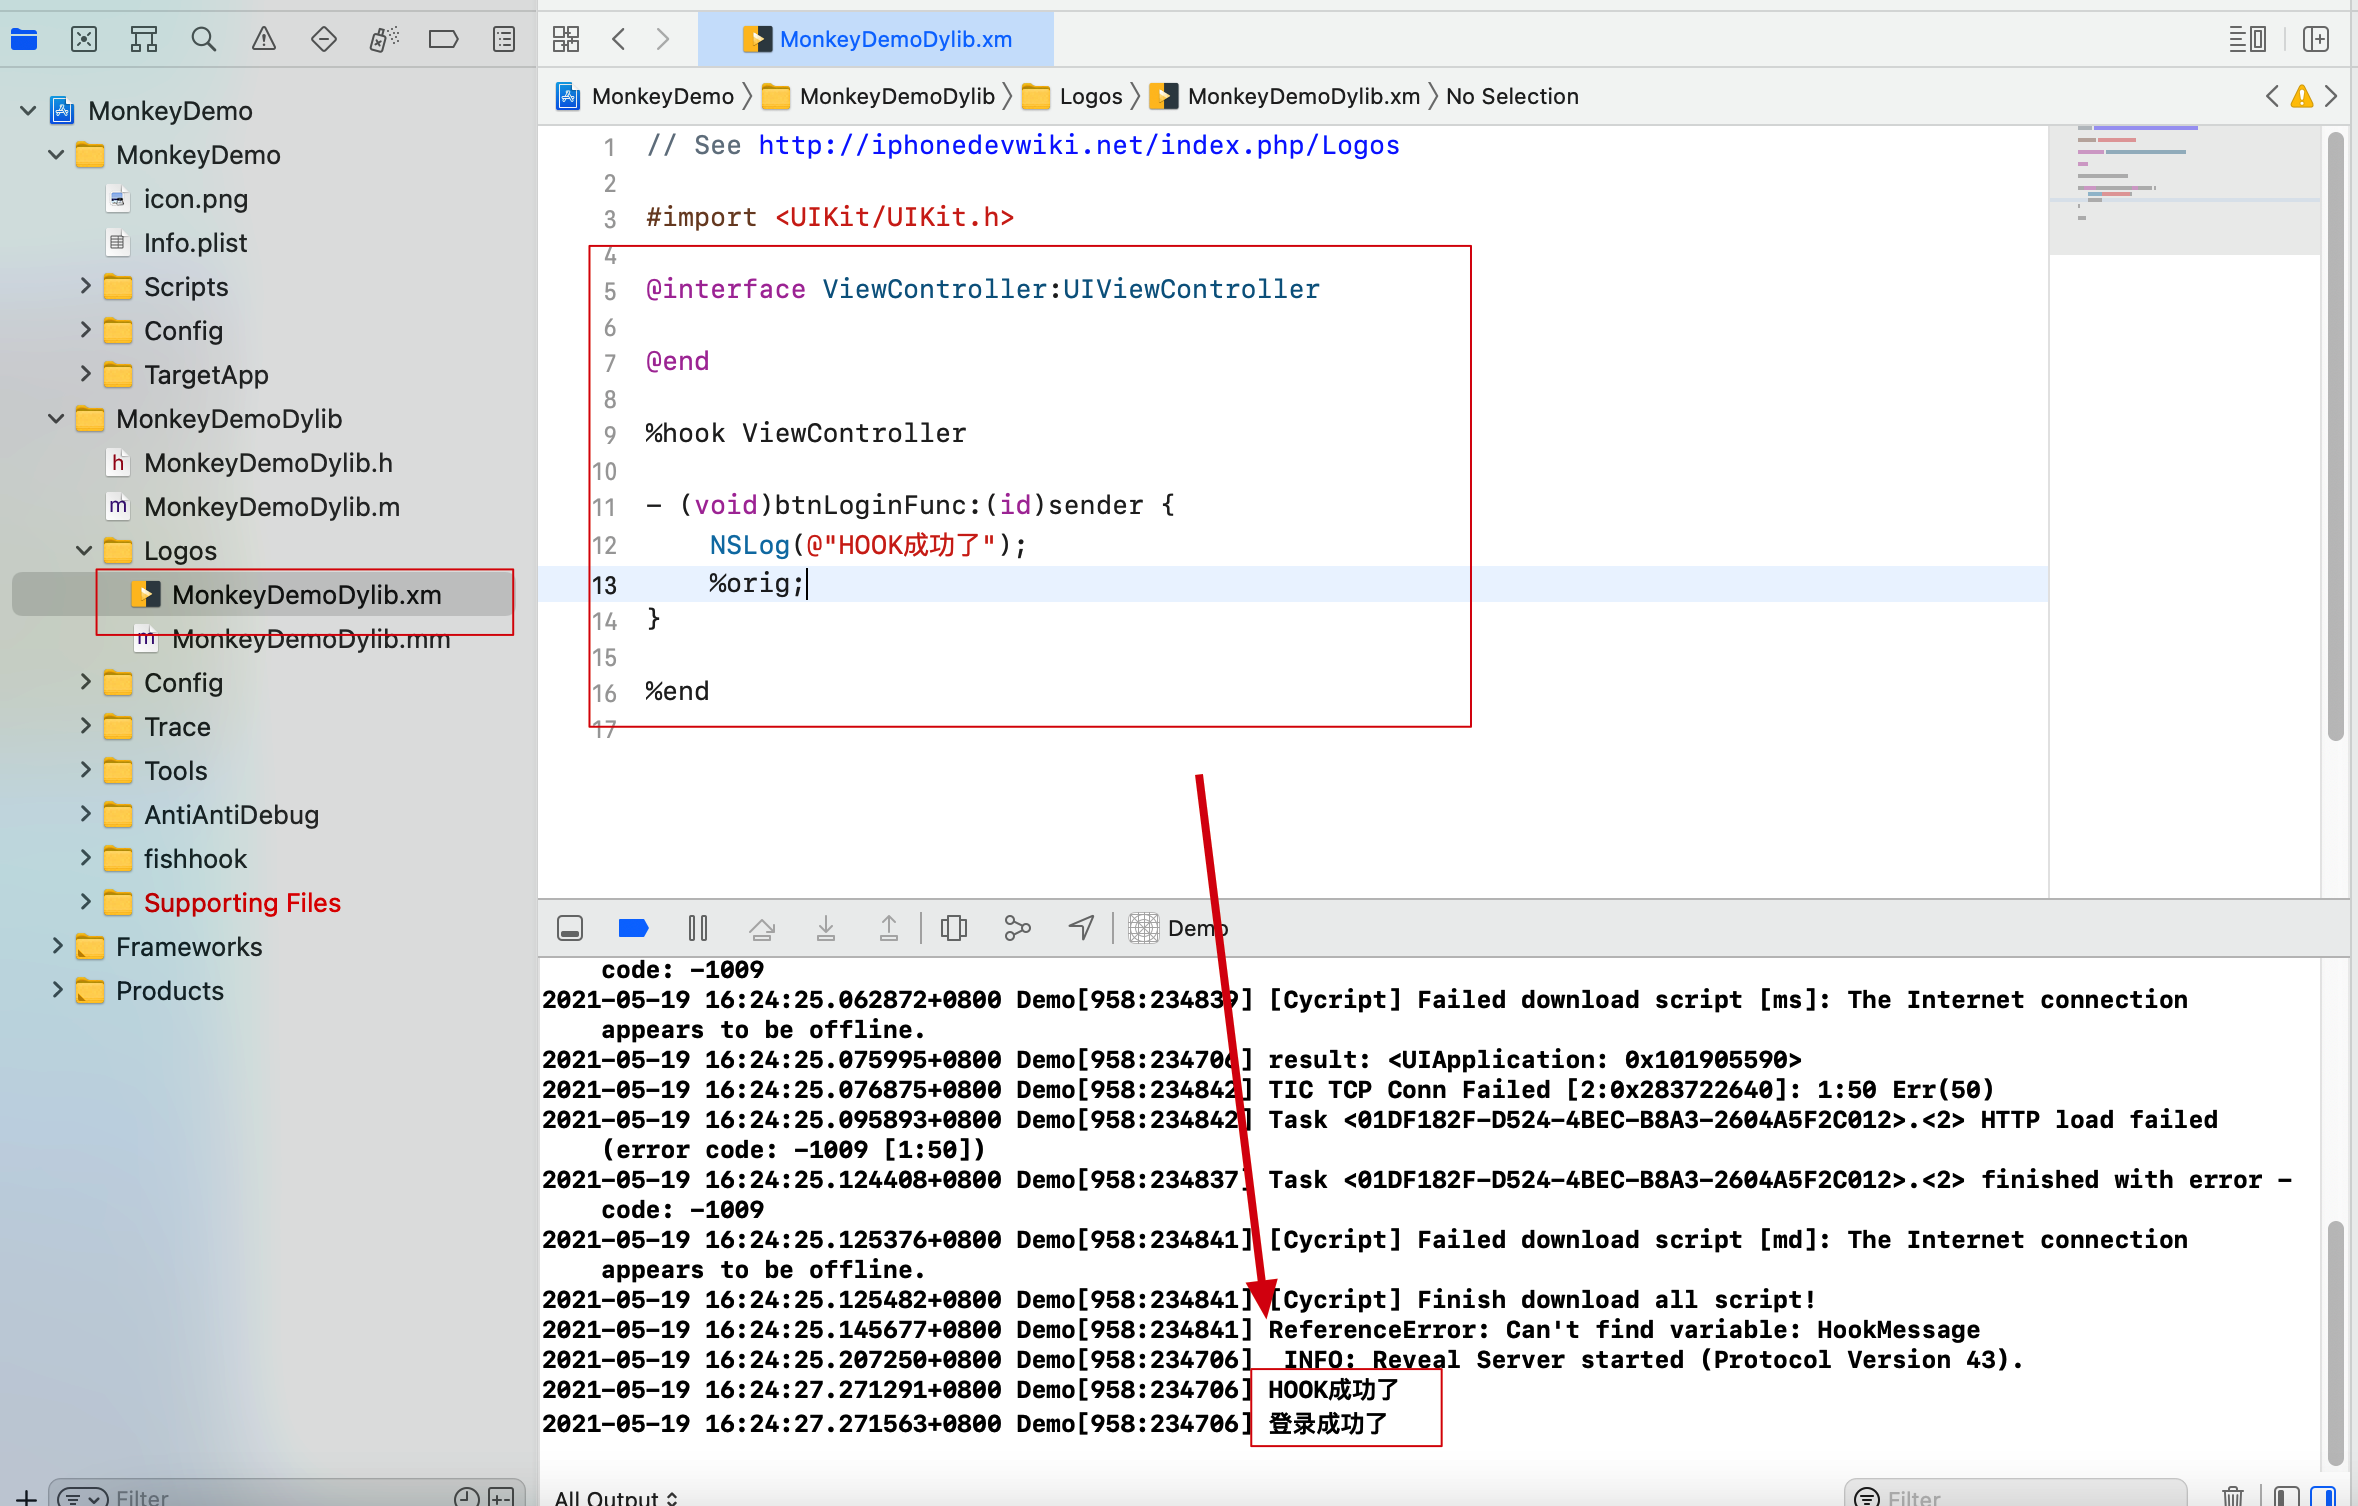 MonkeyDemo
MonkeyDemo
icon.png
Info.plist
Scripts
Config
TargetApp
MonkeyDemoDylib
MonkeyDemoDylib.h
MonkeyDemoDylib.m
Logos
MonkeyDemoDylib.xm
MonkeyDemoDylib.mm
Config
Trace
Tools
AntiAntiDebug
fishhook
Supporting Files
Frameworks
Products
Filter
MonkeyDemoDylib.xm
MonkeyDemo MonkeyDemoDylib Logos MonkeyDemoDylib.xm No Selection
1 // See http://iphonedevwiki.net/index.php/Logos
2
3 #import <UIKit/UIKit.h>
4
5 @interface ViewController:UIViewController
6
7 @end
8
9 %hook ViewController
10
11 - (void)btnLoginFunc:(id)sender {
12 NSLog(@"HOOK成功了");
13 %orig;
14 }
15
16 %end
17
Demo
code: -1009
2021-05-19 16:24:25.062872+0800 Demo[958:234839] [Cycript] Failed download script [ms]: The Internet connection
appears to be offline.
2021-05-19 16:24:25.075995+0800 Demo[958:234706] result: <UIApplication: 0x101905590>
2021-05-19 16:24:25.076875+0800 Demo[958:234842] TIC TCP Conn Failed [2:0x283722640]: 1:50 Err(50)
2021-05-19 16:24:25.095893+0800 Demo[958:234842] Task <01DF182F-D524-4BEC-B8A3-2604A5F2C012>.<2> HTTP load failed
(error code: -1009 [1:50])
2021-05-19 16:24:25.124408+0800 Demo[958:234837] Task <01DF182F-D524-4BEC-B8A3-2604A5F2C012>.<2> finished with error -
code: -1009
2021-05-19 16:24:25.125376+0800 Demo[958:234841] [Cycript] Failed download script [md]: The Internet connection
appears to be offline.
2021-05-19 16:24:25.125482+0800 Demo[958:234841] [Cycript] Finish download all script!
2021-05-19 16:24:25.145677+0800 Demo[958:234841] ReferenceError: Can't find variable: HookMessage
2021-05-19 16:24:25.207250+0800 Demo[958:234706] INFO: Reveal Server started (Protocol Version 43).
2021-05-19 16:24:27.271291+0800 Demo[958:234706] HOOK成功了
2021-05-19 16:24:27.271563+0800 Demo[958:234706] 登录成功了
All Output
Filter